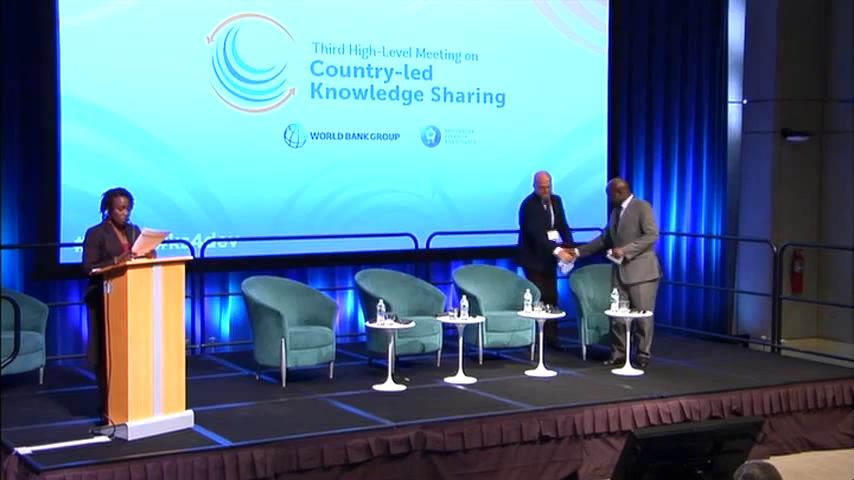 Third High-Level Meeting on
Country-led
Knowledge Sharing
WORLD BANK GROUP